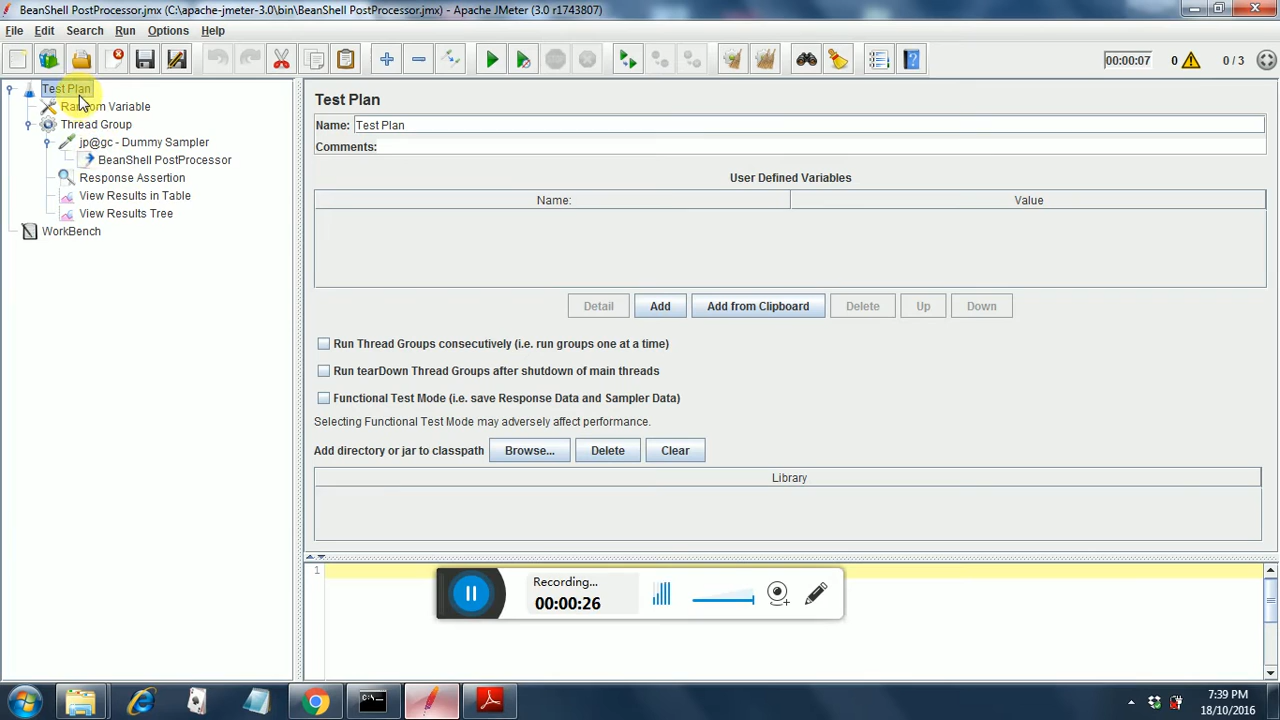 BeanShell PostProcessor.jmx (C:\apache-jmeter-3.0\bin\BeanShell PostProcessor.jmx) - Apache JMeter (3.0 r1743807)
File Edit Search Run Options Help
00:00:07 0 0 / 3
Test Plan
Random Variable
Thread Group
jp@gc - Dummy Sampler
BeanShell PostProcessor
Response Assertion
View Results in Table
View Results Tree
WorkBench
Test Plan
Name: Test Plan
Comments:
User Defined Variables
Name: Value
Detail Add Add from Clipboard Delete Up Down
Run Thread Groups consecutively (i.e. run groups one at a time)
Run tearDown Thread Groups after shutdown of main threads
Functional Test Mode (i.e. save Response Data and Sampler Data)
Selecting Functional Test Mode may adversely affect performance.
Add directory or jar to classpath Browse... Delete Clear
Library
1
Recording...
00:00:26
7:39 PM
18/10/2016